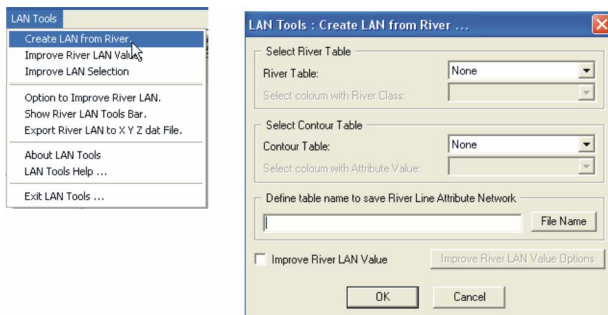 LAN Tools
Create LAN from River.
Improve River LAN Values
Improve LAN Selection
Option to Improve River LAN.
Show River LAN Tools Bar.
Export River LAN to X Y Z dat File.
About LAN Tools
LAN Tools Help ...
Exit LAN Tools ...
LAN Tools : Create LAN from River ...
Select River Table
River Table:
None
Select coloum with River Class:
Select Contour Table
Contour Table:
None
Select coloum with Attribute Value:
Define table name to save River Line Attribute Network
File Name
Improve River LAN Value
Improve River LAN Value Options
OK
Cancel